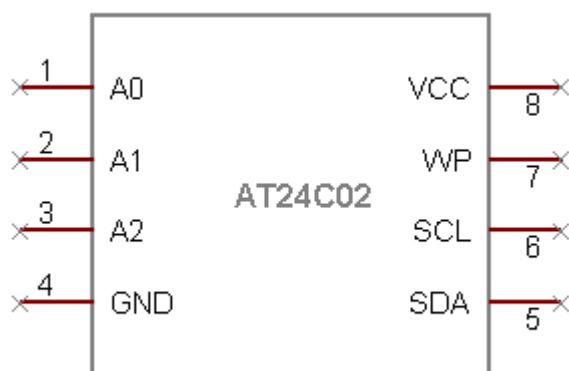 1 A0 VCC 8
2 A1 WP 7
AT24C02
3 A2 SCL 6
4 GND SDA 5